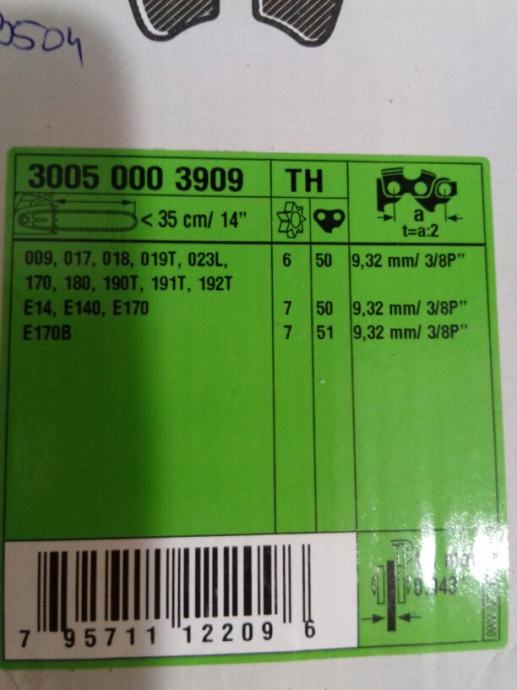 0504
3005 000 3909 TH
< 35 cm/ 14" a
t=a:2
009, 017, 018, 019T, 023L, 6 50 9,32 mm/ 3/8P"
170, 180, 190T, 191T, 192T
E14, E140, E170 7 50 9,32 mm/ 3/8P"
E170B 7 51 9,32 mm/ 3/8P"
0.043"
7 95711 12209 6